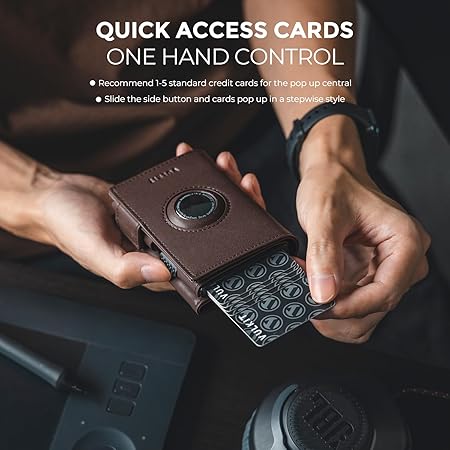 QUICK ACCESS CARDS
ONE HAND CONTROL
Recommend 1-5 standard credit cards for the pop up central
Slide the side button and cards pop up in a stepwise style
VULKIT